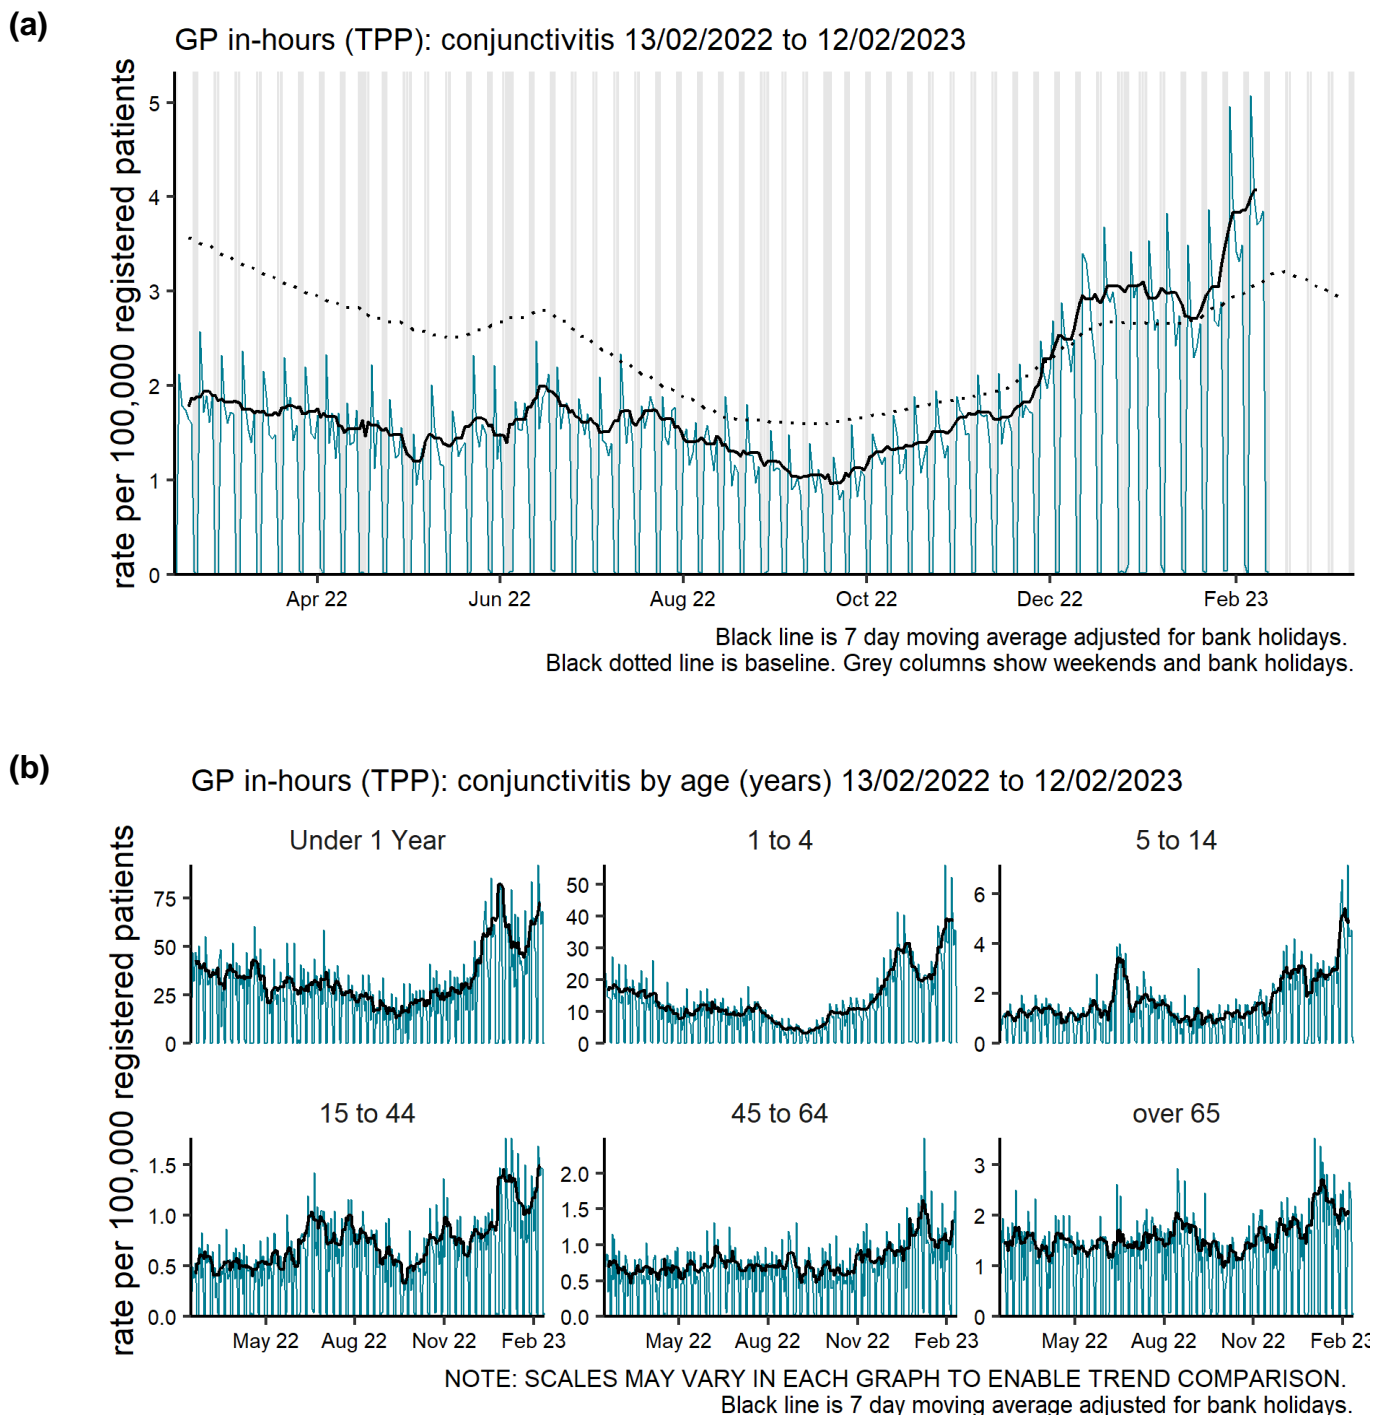 (a)
GP in-hours (TPP): conjunctivitis 13/02/2022 to 12/02/2023
rate per 100,000 registered patients
5
4
3
2
1
0
Apr 22 Jun 22 Aug 22 Oct 22 Dec 22 Feb 23
Black line is 7 day moving average adjusted for bank holidays.
Black dotted line is baseline. Grey columns show weekends and bank holidays.
(b)
GP in-hours (TPP): conjunctivitis by age (years) 13/02/2022 to 12/02/2023
rate per 100,000 registered patients
Under 1 Year
75
50
25
0
1 to 4
50
40
30
20
10
0
5 to 14
6
4
2
0
15 to 44
1.5
1.0
0.5
0.0
45 to 64
2.0
1.5
1.0
0.5
0.0
over 65
3
2
1
0
May 22 Aug 22 Nov 22 Feb 23
May 22 Aug 22 Nov 22 Feb 23
May 22 Aug 22 Nov 22 Feb 23
NOTE: SCALES MAY VARY IN EACH GRAPH TO ENABLE TREND COMPARISON.
Black line is 7 day moving average adjusted for bank holidays.